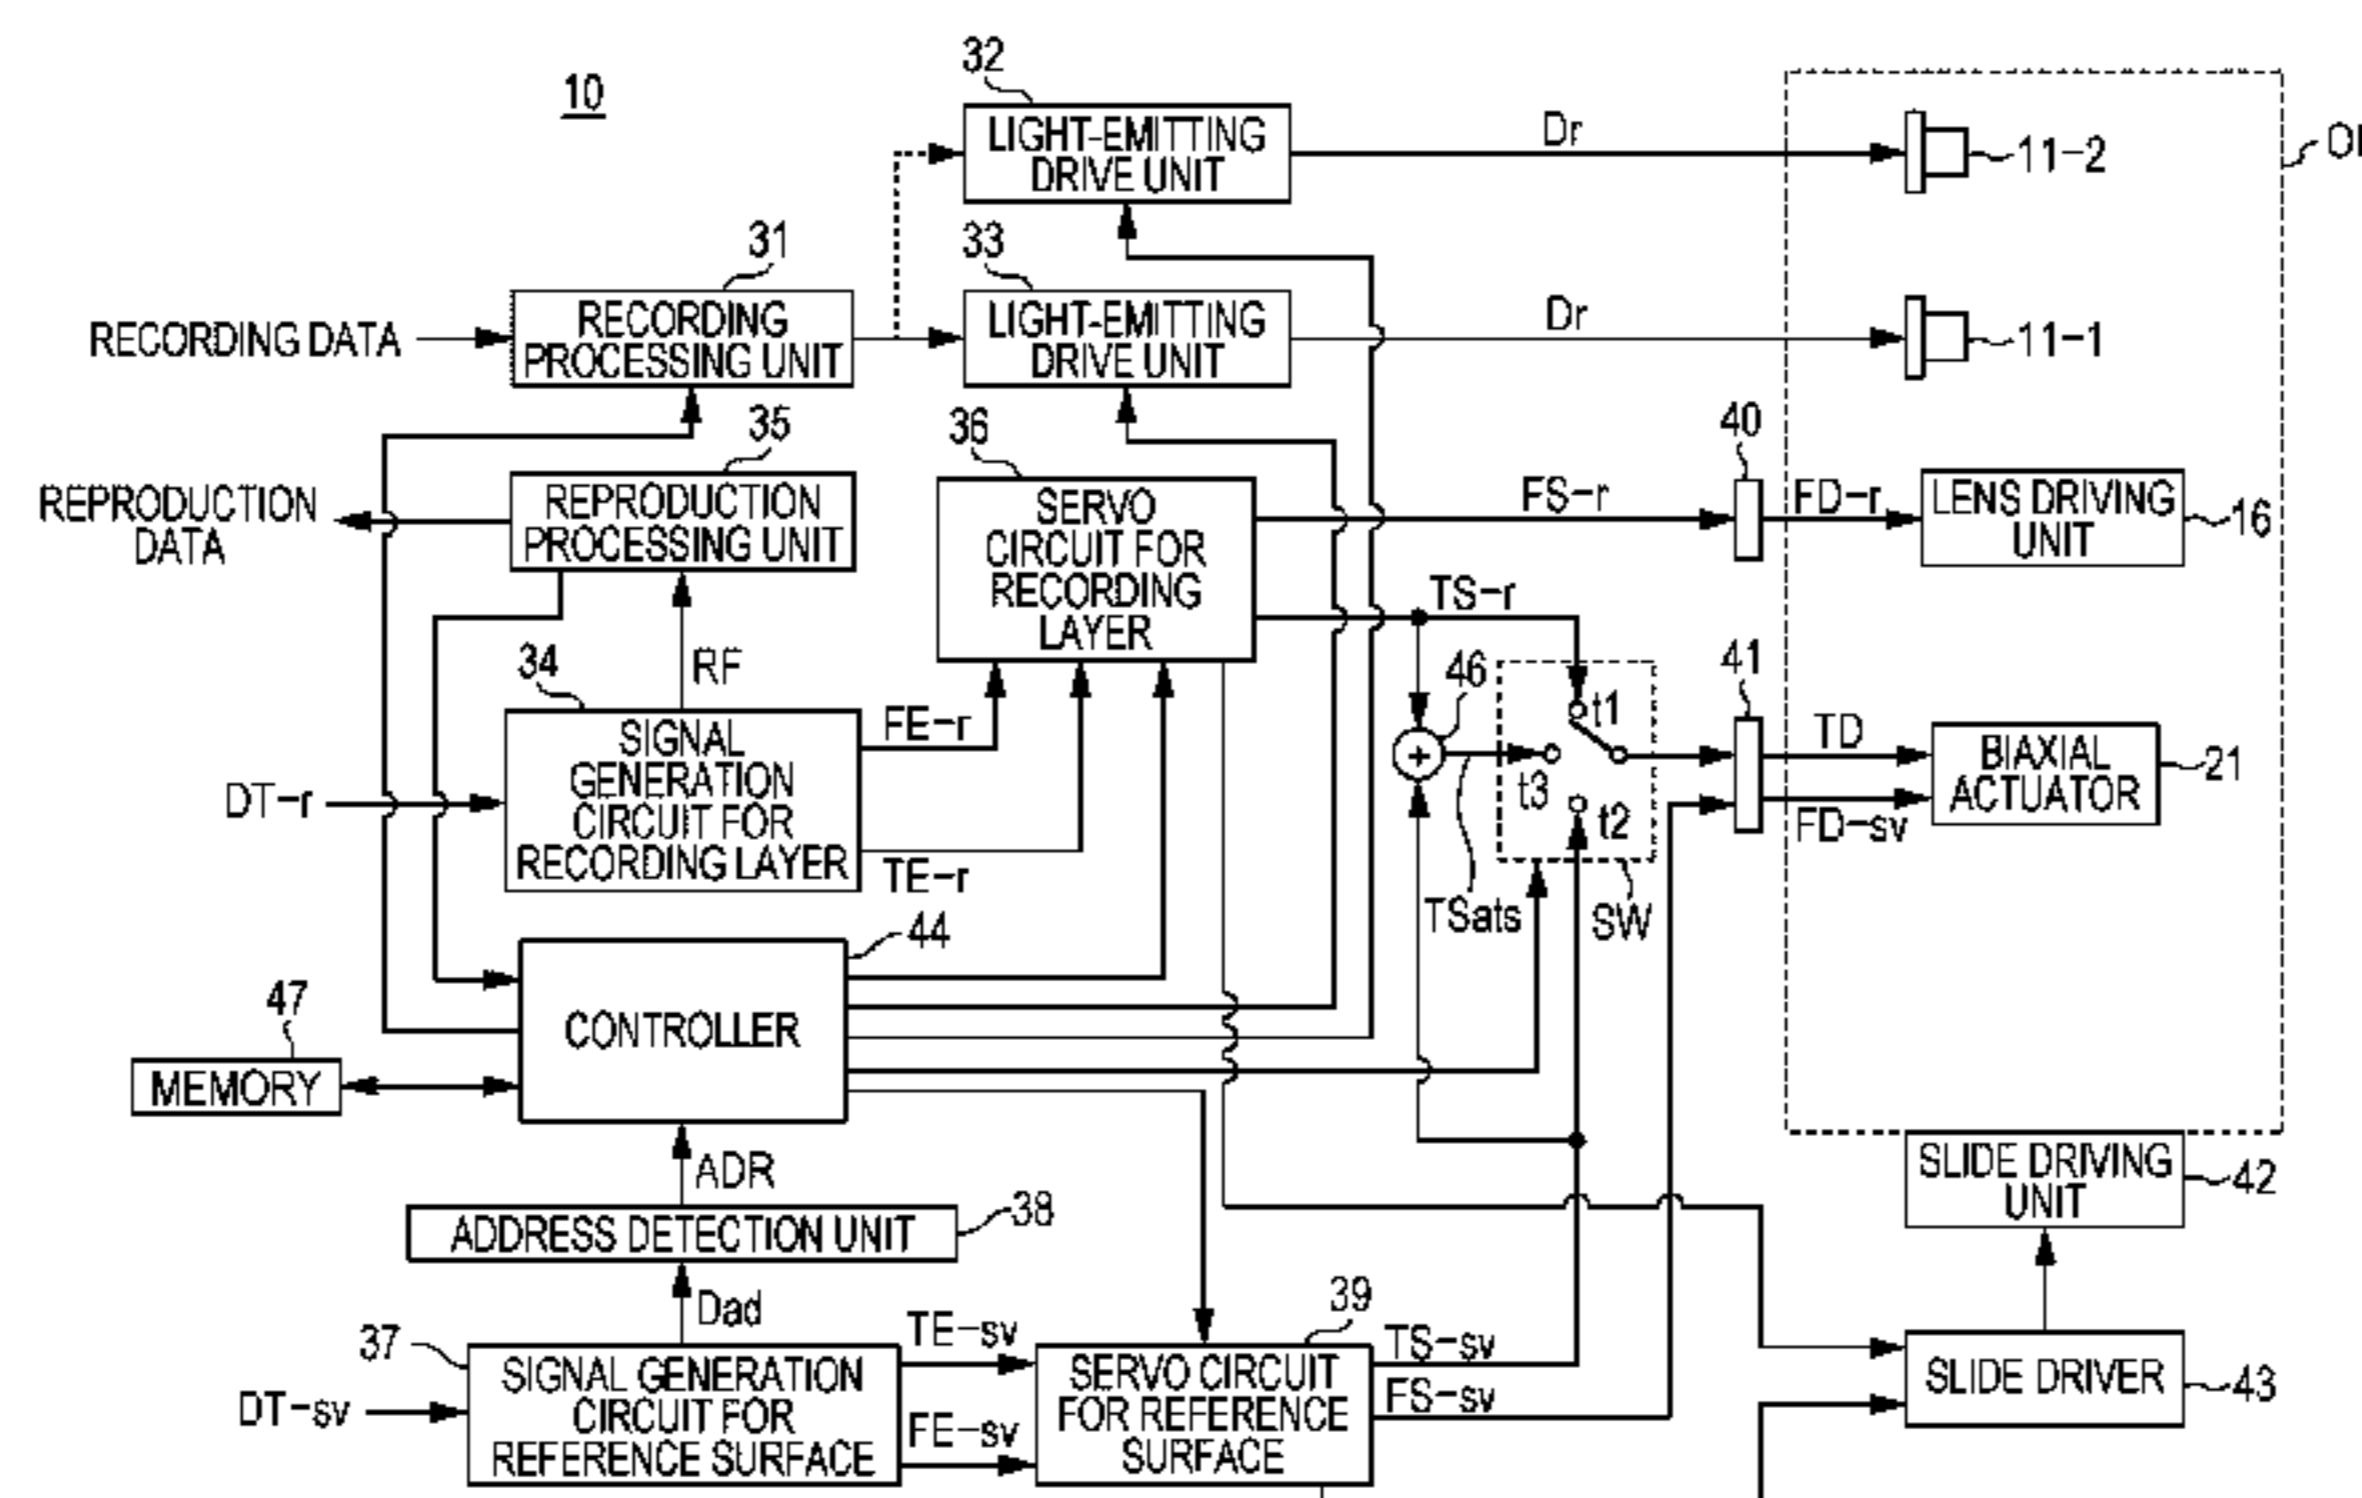 10
32
LIGHT-EMITTING
DRIVE UNIT
Dr
11-2
31
33
RECORDING DATA
RECORDING
PROCESSING UNIT
LIGHT-EMITTING
DRIVE UNIT
Dr
11-1
35
36
40
REPRODUCTION
DATA
REPRODUCTION
PROCESSING UNIT
SERVO
CIRCUIT FOR
RECORDING
LAYER
FS-r
FD-r
LENS DRIVING
UNIT
16
TS-r
34
RF
46
41
SIGNAL
GENERATION
CIRCUIT FOR
RECORDING LAYER
FE-r
t1
TD
BIAXIAL
ACTUATOR
21
DT-r
t3
t2
FD-sv
TE-r
TSats
SW
44
47
CONTROLLER
MEMORY
ADR
SLIDE DRIVING
UNIT
42
ADDRESS DETECTION UNIT
38
Dad
39
37
TE-sv
TS-sv
SIGNAL GENERATION
CIRCUIT FOR
REFERENCE SURFACE
SERVO CIRCUIT
FOR REFERENCE
SURFACE
SLIDE DRIVER
43
DT-sv
FS-sv
FE-sv